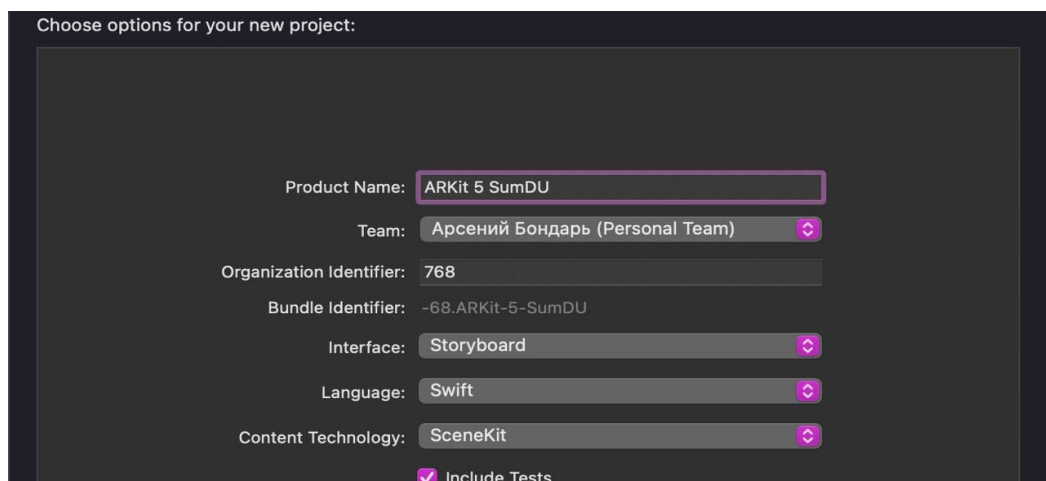 Choose options for your new project:
Product Name: ARKit 5 SumDU
Team: Арсений Бондарь (Personal Team)
Organization Identifier: 768
Bundle Identifier: -68.ARKit-5-SumDU
Interface: Storyboard
Language: Swift
Content Technology: SceneKit
Include Tests